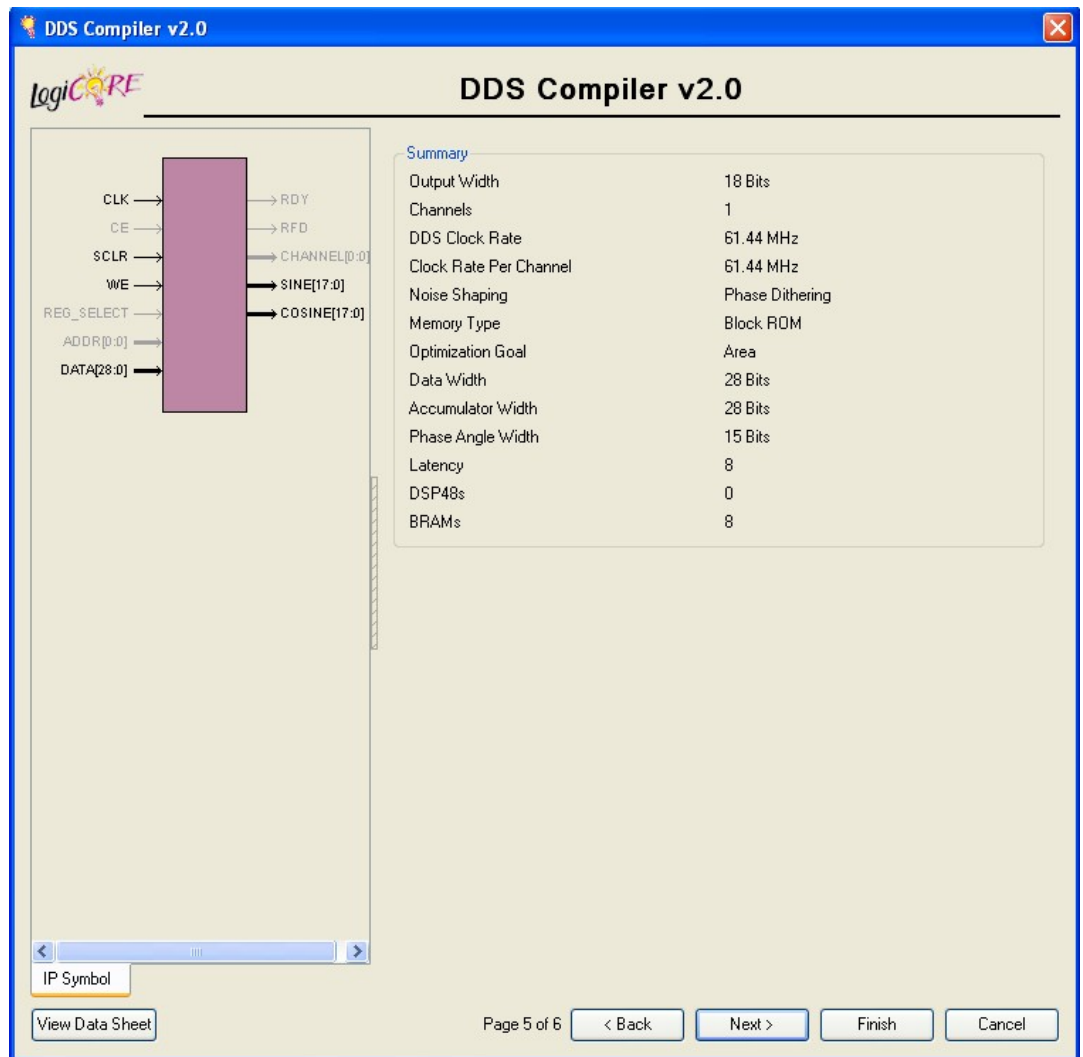 DDS Compiler v2.0
LogiCORE
DDS Compiler v2.0
CLK
CE
SCLR
WE
REG_SELECT
ADDR[0:0]
DATA[28:0]
RDY
RFD
CHANNEL[0:0]
SINE[17:0]
COSINE[17:0]
IP Symbol
Summary
Output Width 18 Bits
Channels 1
DDS Clock Rate 61.44 MHz
Clock Rate Per Channel 61.44 MHz
Noise Shaping Phase Dithering
Memory Type Block ROM
Optimization Goal Area
Data Width 28 Bits
Accumulator Width 28 Bits
Phase Angle Width 15 Bits
Latency 8
DSP48s 0
BRAMs 8
View Data Sheet Page 5 of 6 < Back Next > Finish Cancel